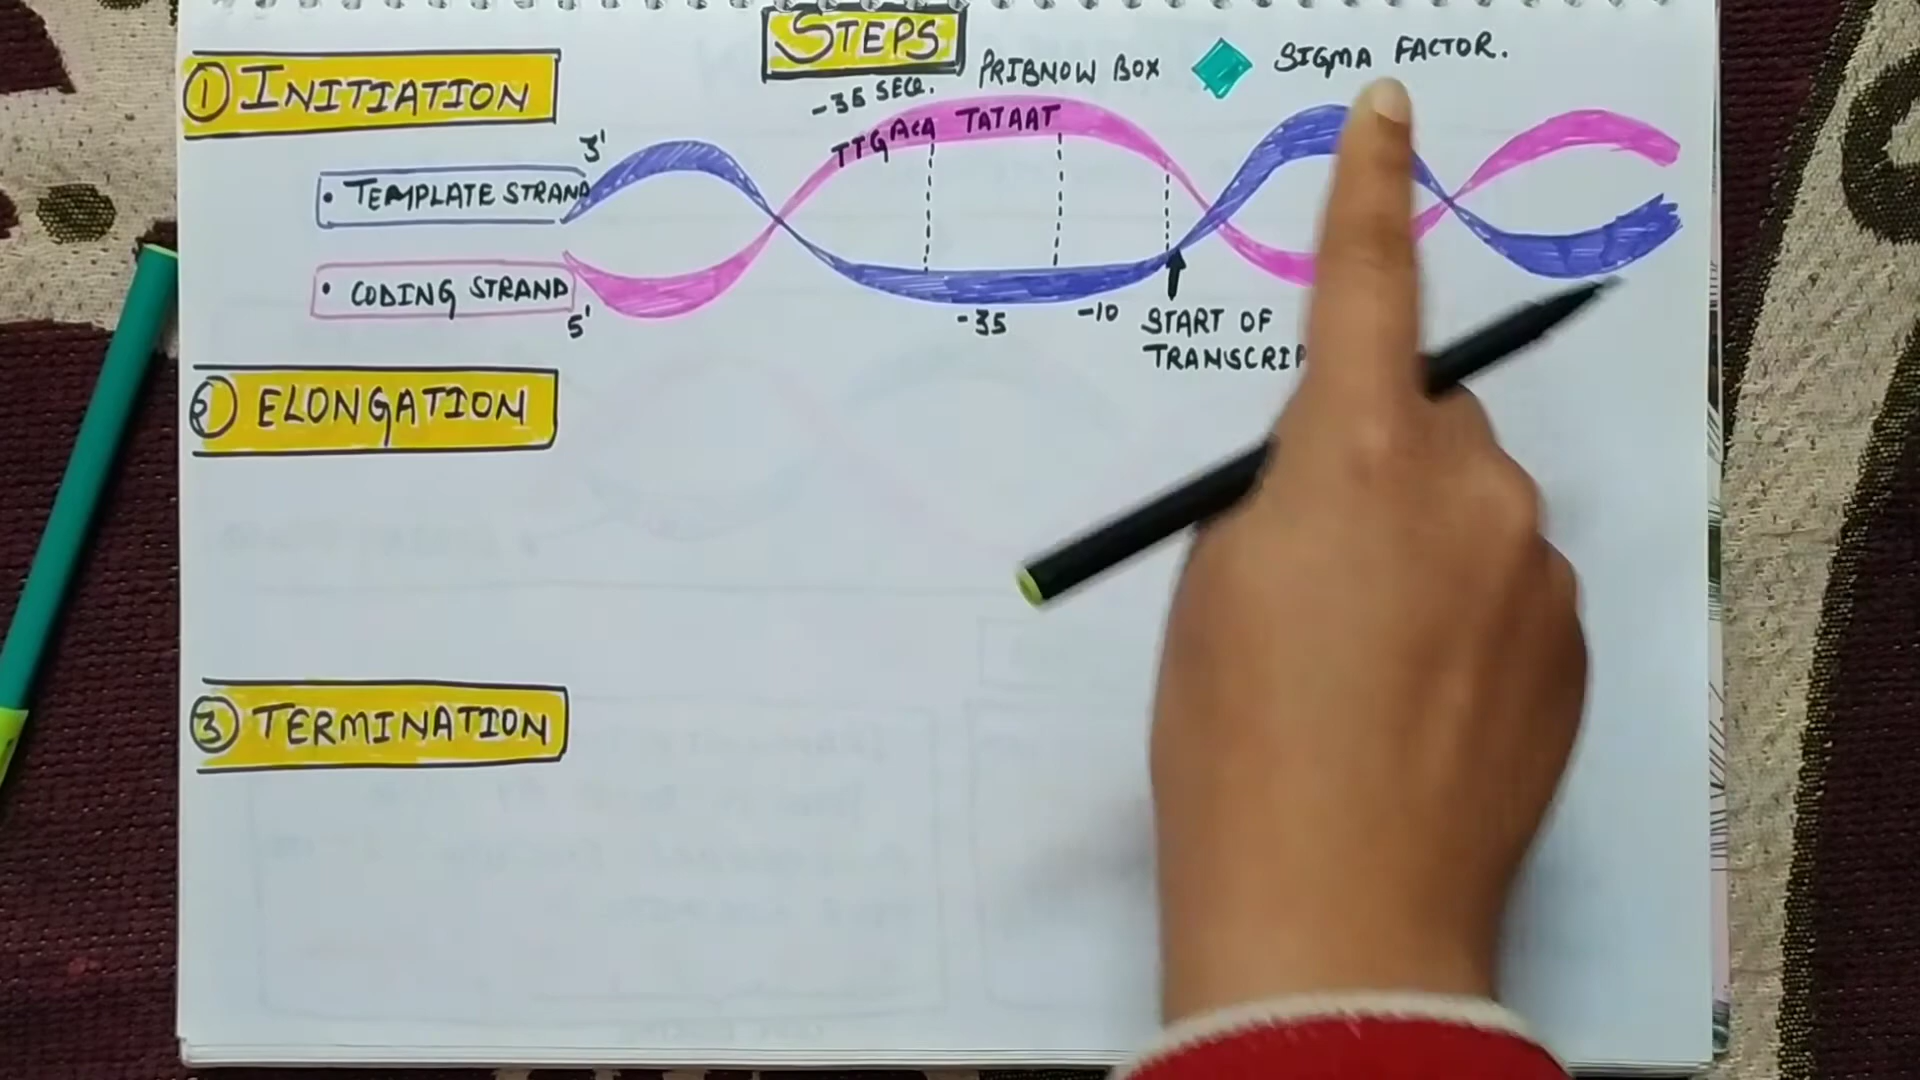 STEPS
① INITIATION
-35 SEQ.
PRIBNOW BOX
SIGMA FACTOR.
TTGACA TATAAT
3'
• TEMPLATE STRAND
• CODING STRAND
5'
-35
-10
START OF
TRANSCRIP
② ELONGATION
③ TERMINATION